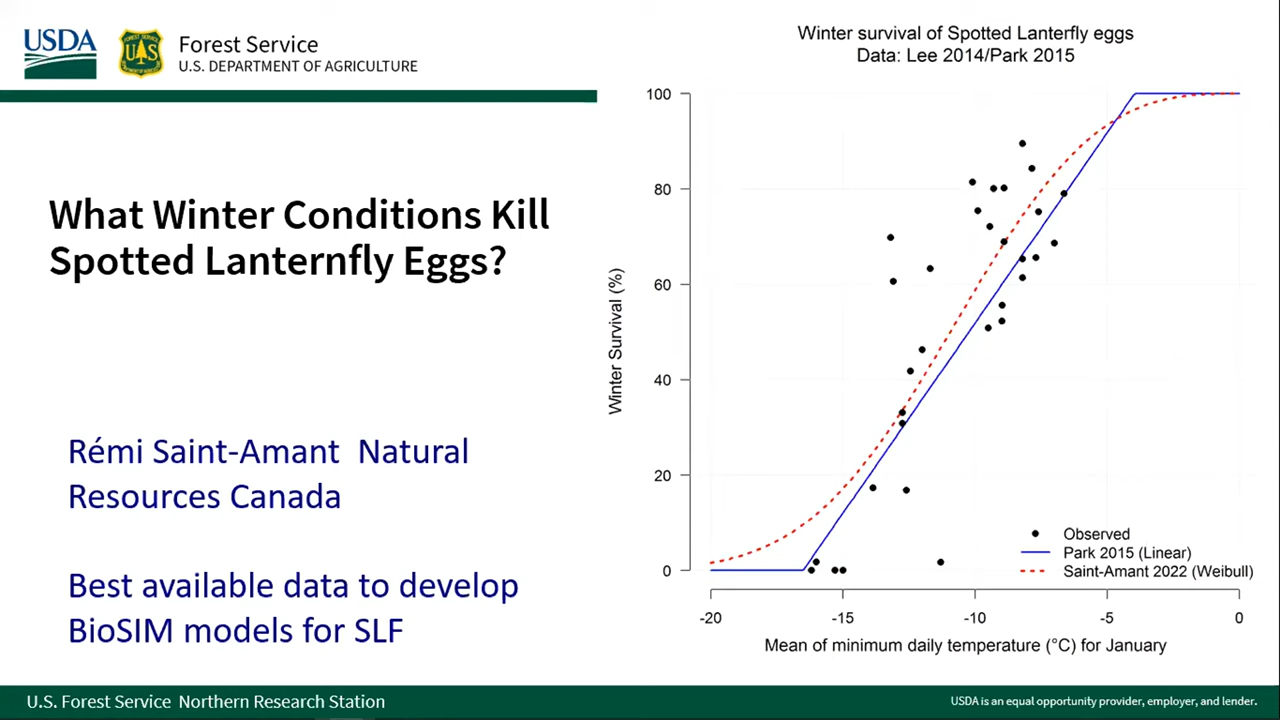 USDA
Forest Service
U.S. DEPARTMENT OF AGRICULTURE
What Winter Conditions Kill
Spotted Lanternfly Eggs?
Rémi Saint-Amant  Natural
Resources Canada
Best available data to develop
BioSIM models for SLF
Winter survival of Spotted Lanterfly eggs
Data: Lee 2014/Park 2015
Winter Survival (%)
100
80
60
40
20
0
Observed
Park 2015 (Linear)
Saint-Amant 2022 (Weibull)
-20 -15 -10 -5 0
Mean of minimum daily temperature (°C) for January
U.S. Forest Service Northern Research Station
USDA is an equal opportunity provider, employer, and lender.